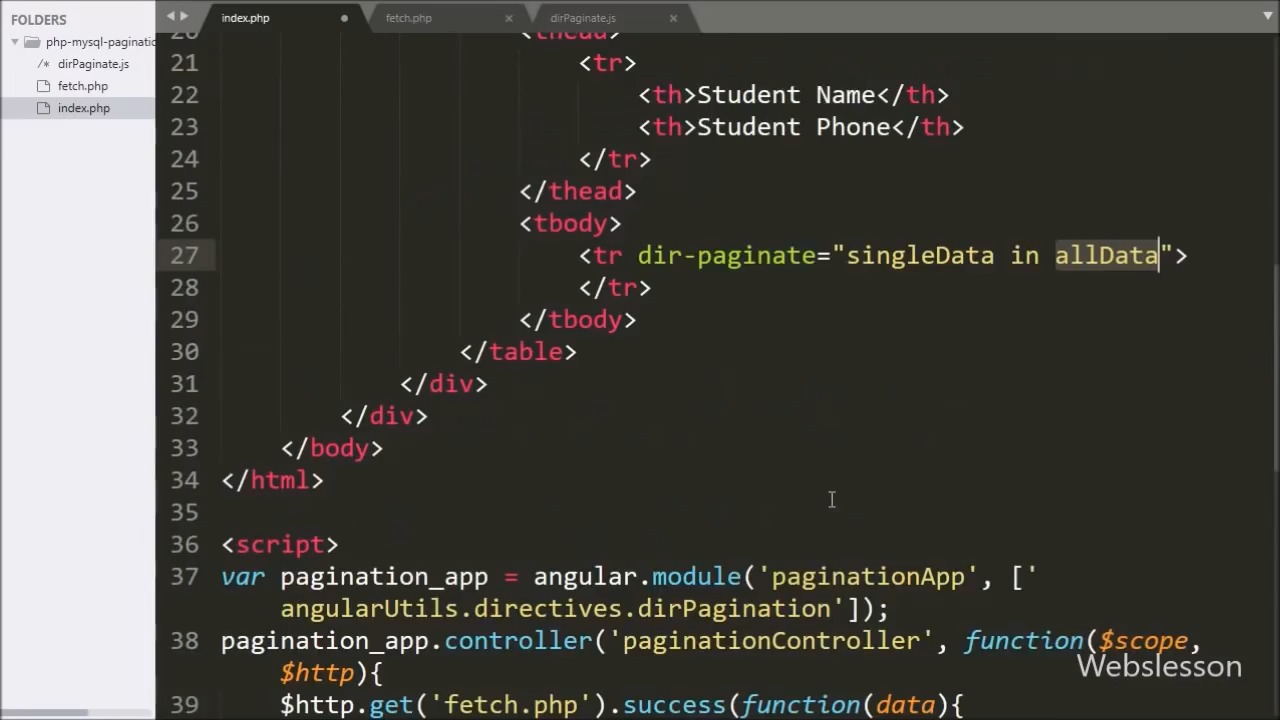 FOLDERS
php-mysql-paginatio
/* dirPaginate.js
fetch.php
index.php
index.php
fetch.php
dirPaginate.js
20 <thead>
21 <tr>
22 <th>Student Name</th>
23 <th>Student Phone</th>
24 </tr>
25 </thead>
26 <tbody>
27 <tr dir-paginate="singleData in allData">
28 </tr>
29 </tbody>
30 </table>
31 </div>
32 </div>
33 </body>
34 </html>
35
36 <script>
37 var pagination_app = angular.module('paginationApp', ['
angularUtils.directives.dirPagination']);
38 pagination_app.controller('paginationController', function($scope,
$http){
39 $http.get('fetch.php').success(function(data){
Webslesson